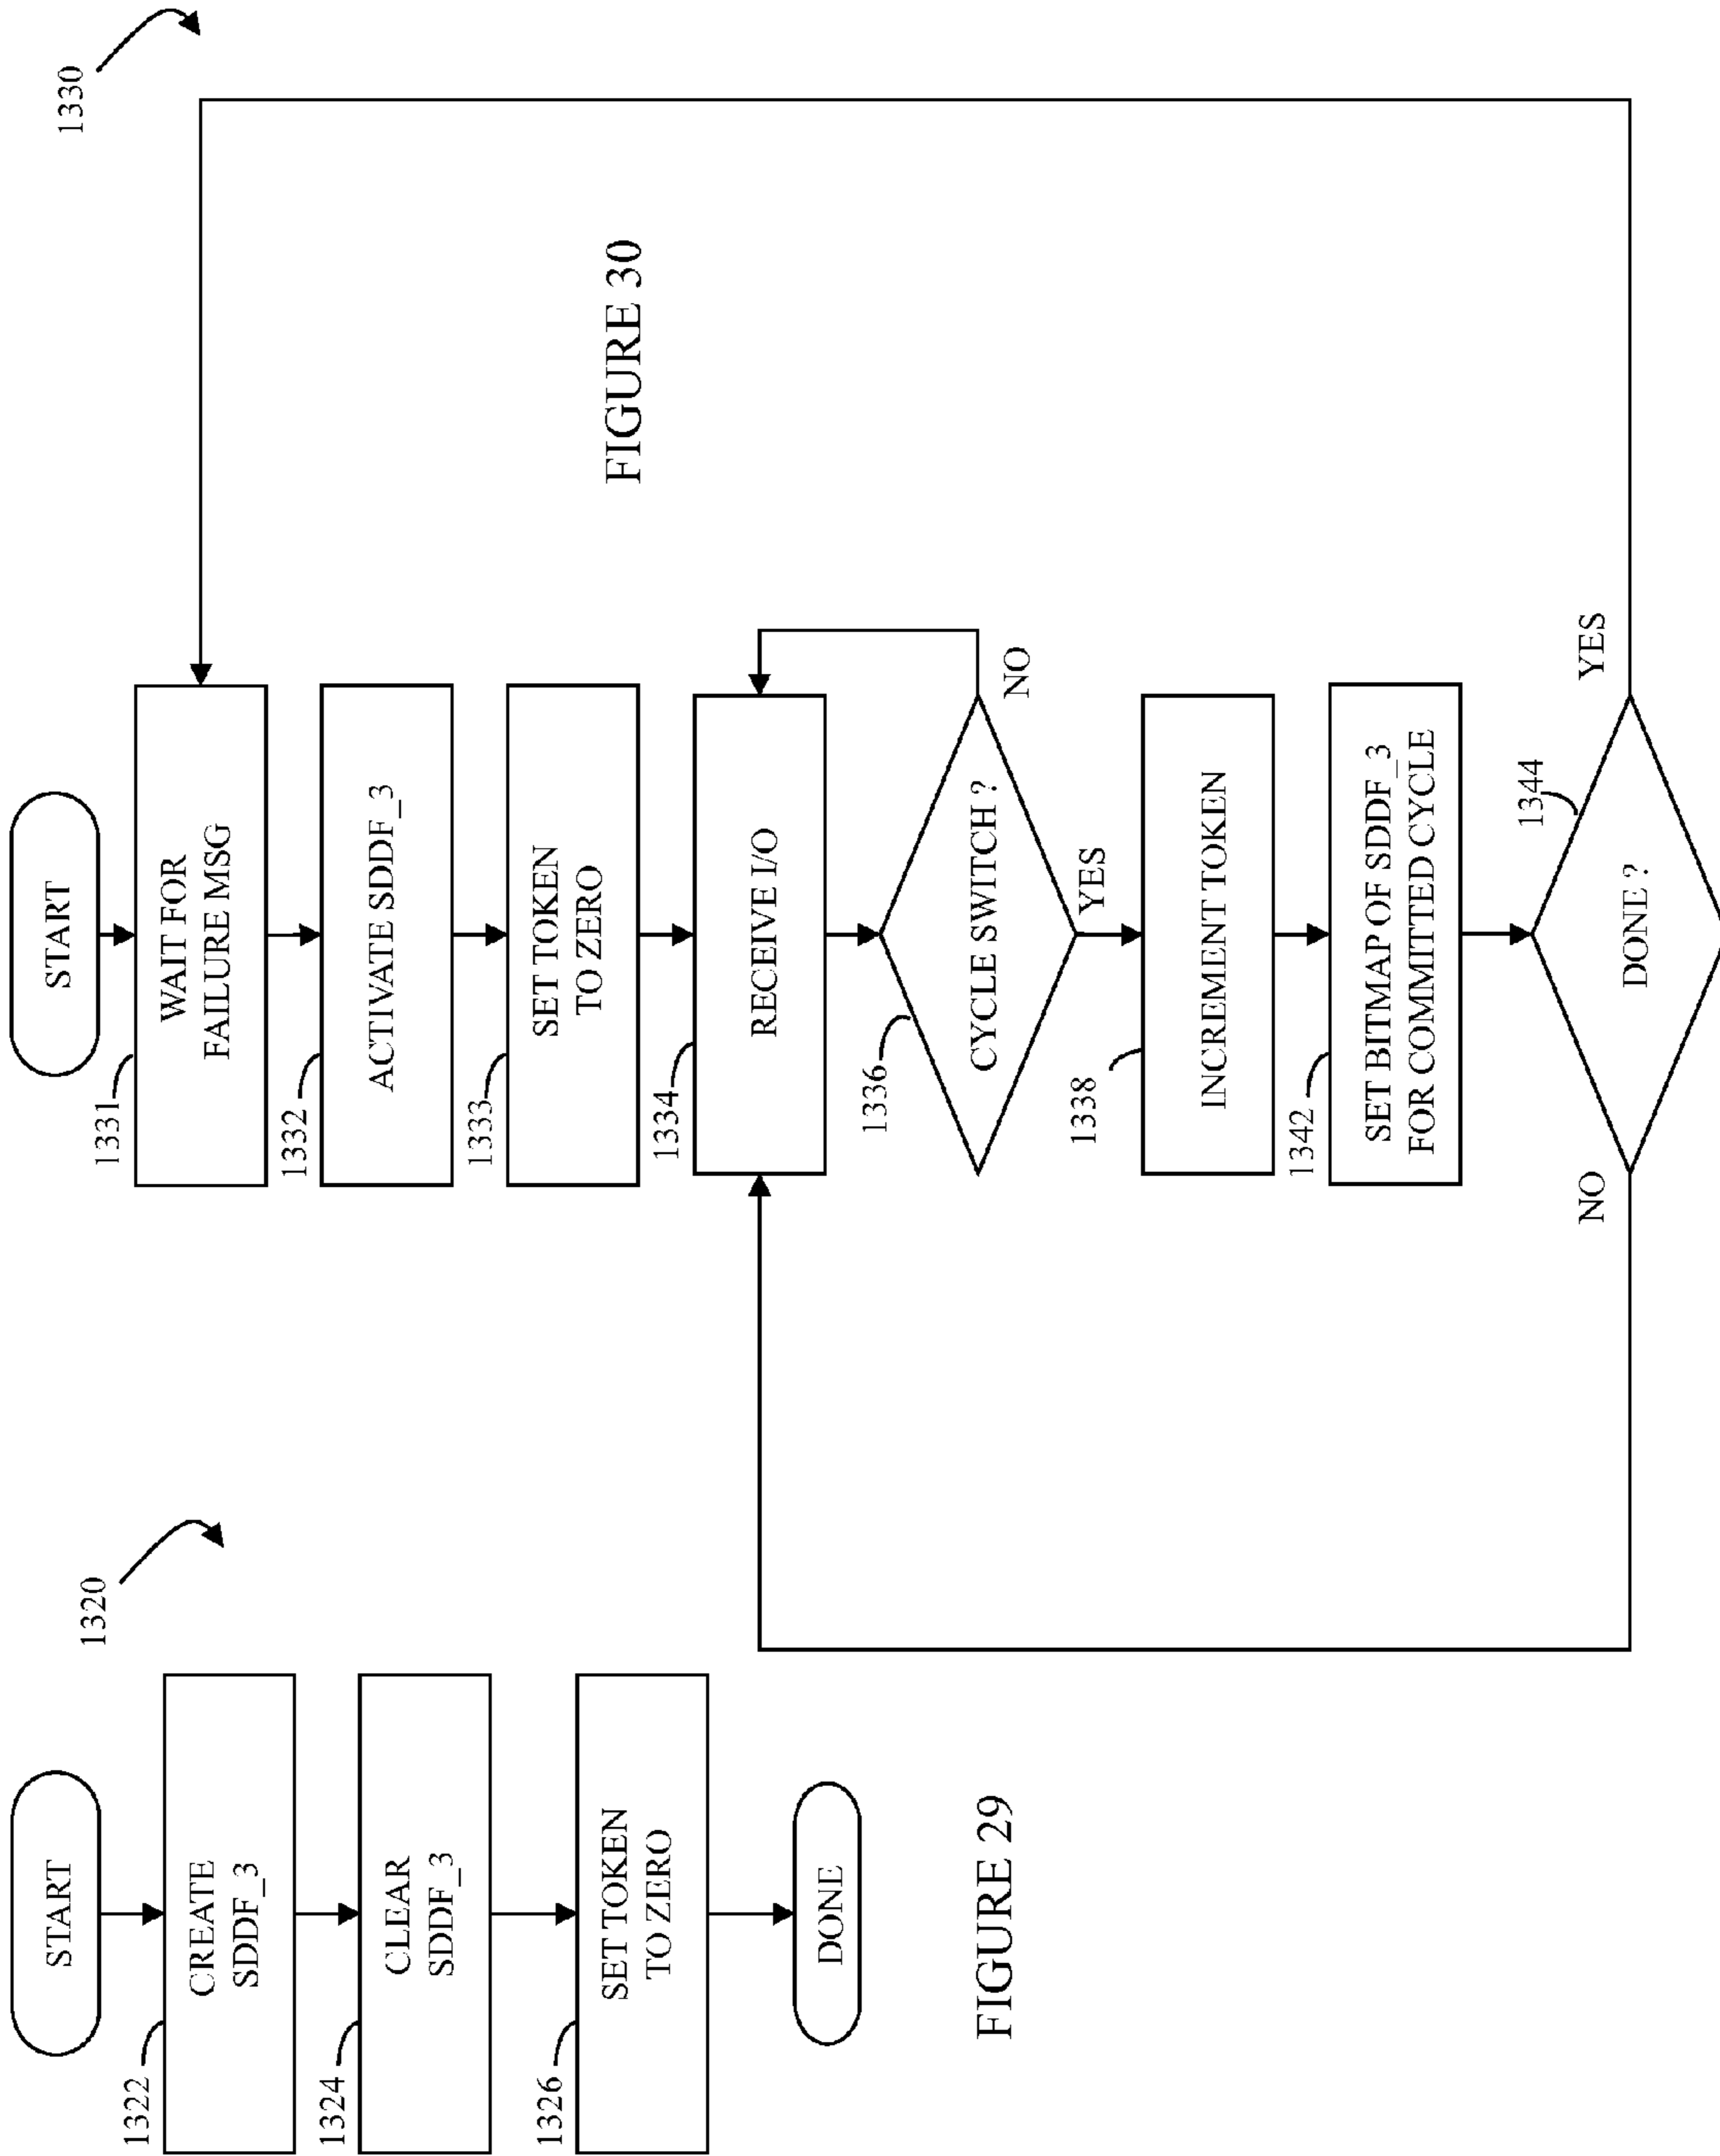 1320
START
1322
CREATE
SDDF_3
1324
CLEAR
SDDF_3
1326
SET TOKEN
TO ZERO
DONE
FIGURE 29
1330
START
1331
WAIT FOR
FAILURE MSG
1332
ACTIVATE SDDF_3
1333
SET TOKEN
TO ZERO
1334
RECEIVE I/O
1336
CYCLE SWITCH ?
NO
YES
1338
INCREMENT TOKEN
1342
SET BITMAP OF SDDF_3
FOR COMMITTED CYCLE
1344
DONE ?
NO
YES
FIGURE 30